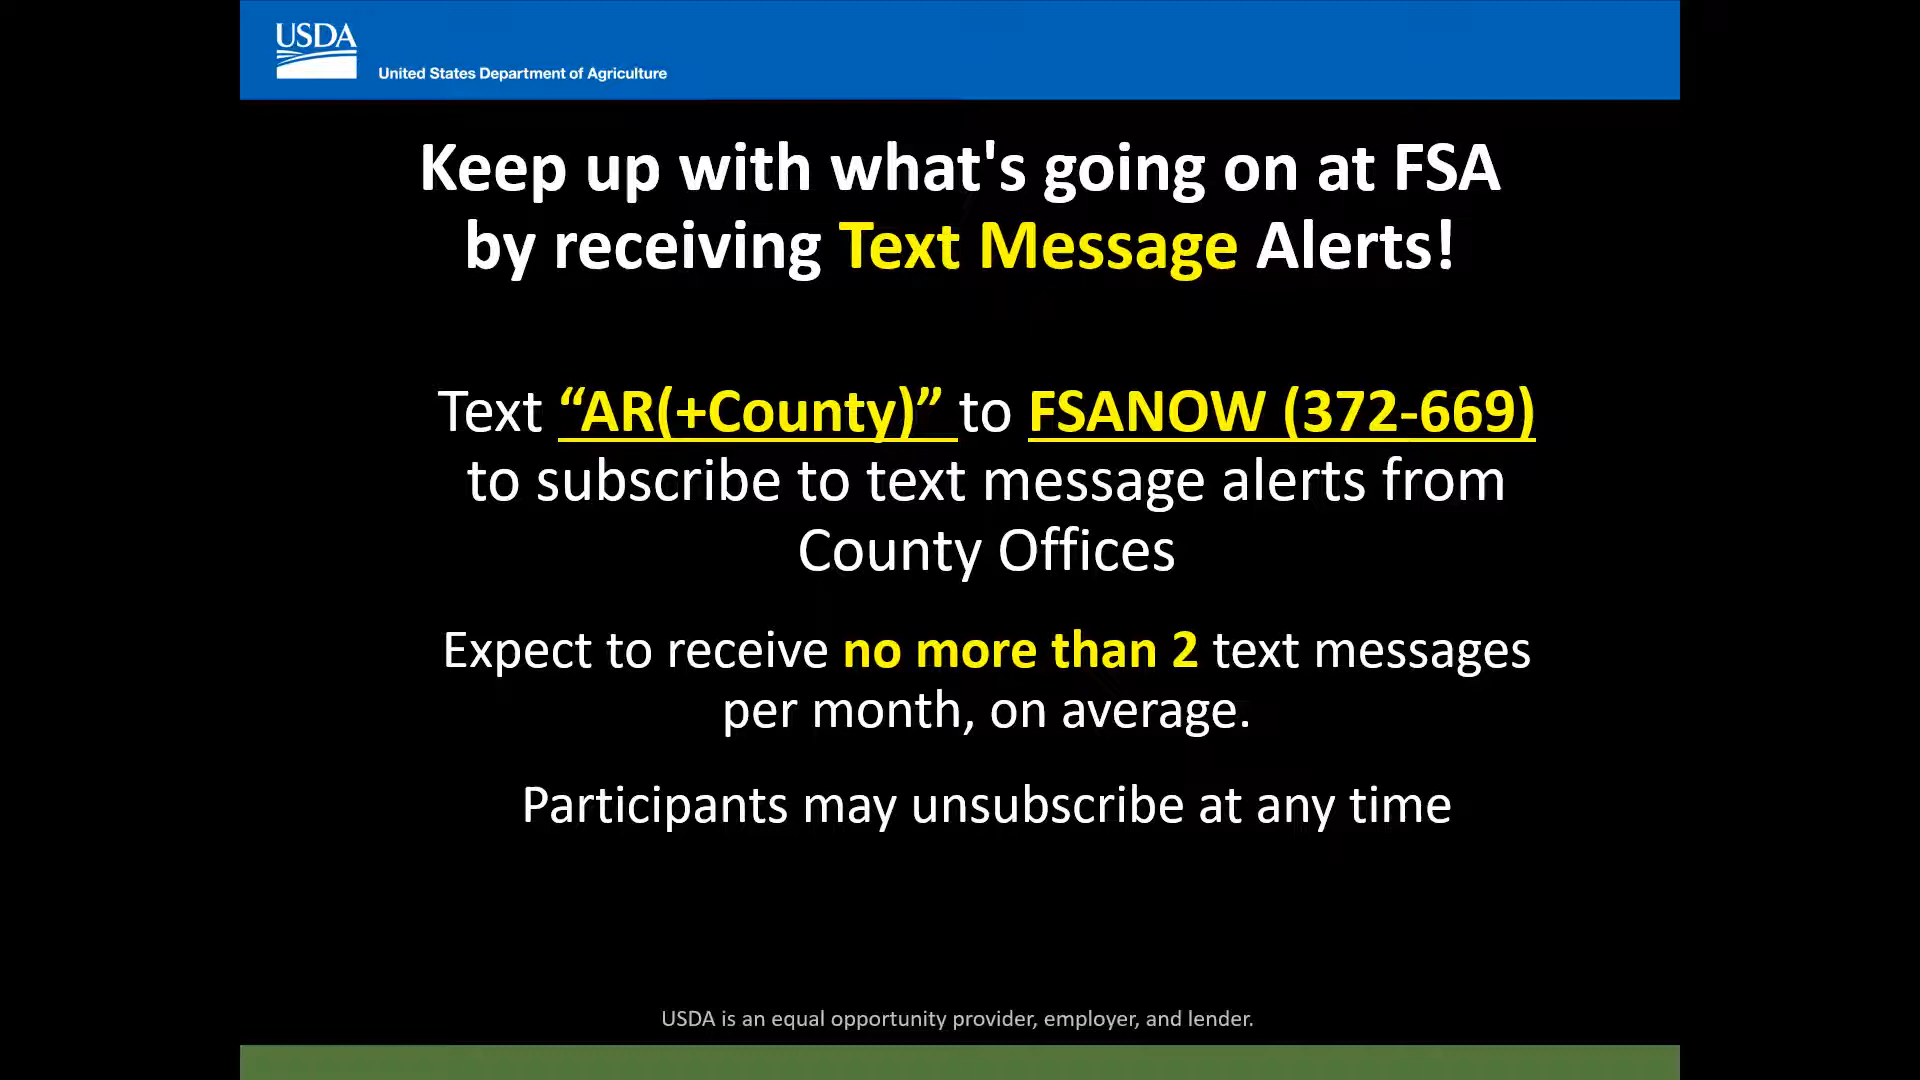 USDA
United States Department of Agriculture
Keep up with what's going on at FSA
by receiving Text Message Alerts!
Text “AR(+County)” to FSANOW (372-669)
to subscribe to text message alerts from
County Offices
Expect to receive no more than 2 text messages
per month, on average.
Participants may unsubscribe at any time
USDA is an equal opportunity provider, employer, and lender.